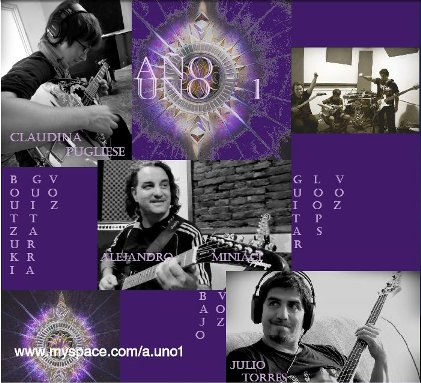 AÑO
UNO - 1
CLAUDINA
PUGLIESE
BOUTZUKI
GUITARRA
VOZ
ALEJANDRO MINIACI
GUITAR
LOOPS
VOZ
BAJO
VOZ
JULIO
TORRES
www.myspace.com/a.uno1